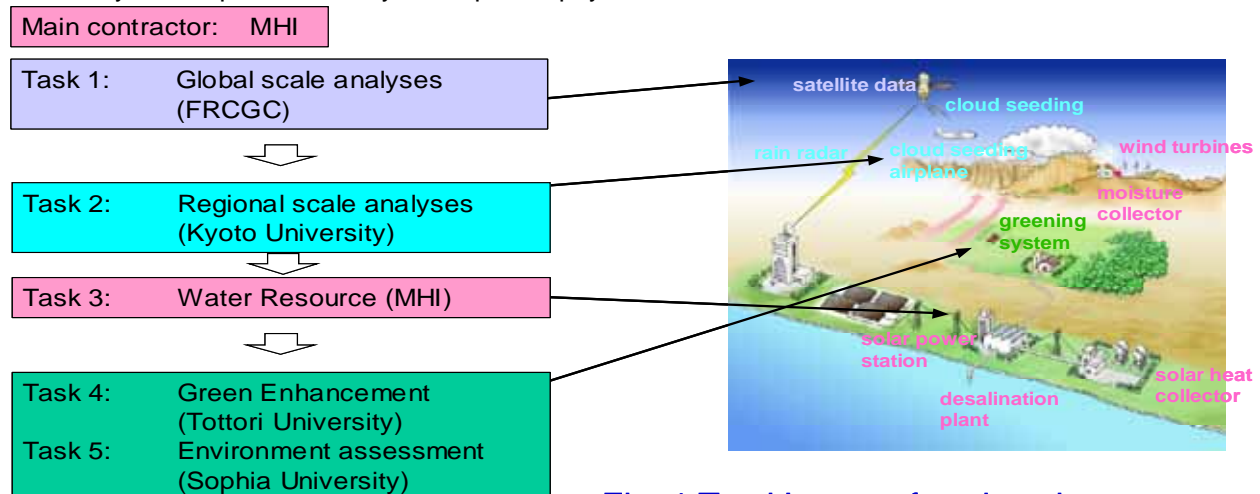 Main contractor: MHI
Task 1: Global scale analyses
(FRCGC)
Task 2: Regional scale analyses
(Kyoto University)
Task 3: Water Resource (MHI)
Task 4: Green Enhancement
(Tottori University)
Task 5: Environment assessment
(Sophia University)
satellite data
cloud seeding
rain radar
cloud seeding
airplane
wind turbines
moisture
collector
greening
system
solar power
station
desalination
plant
solar heat
collector